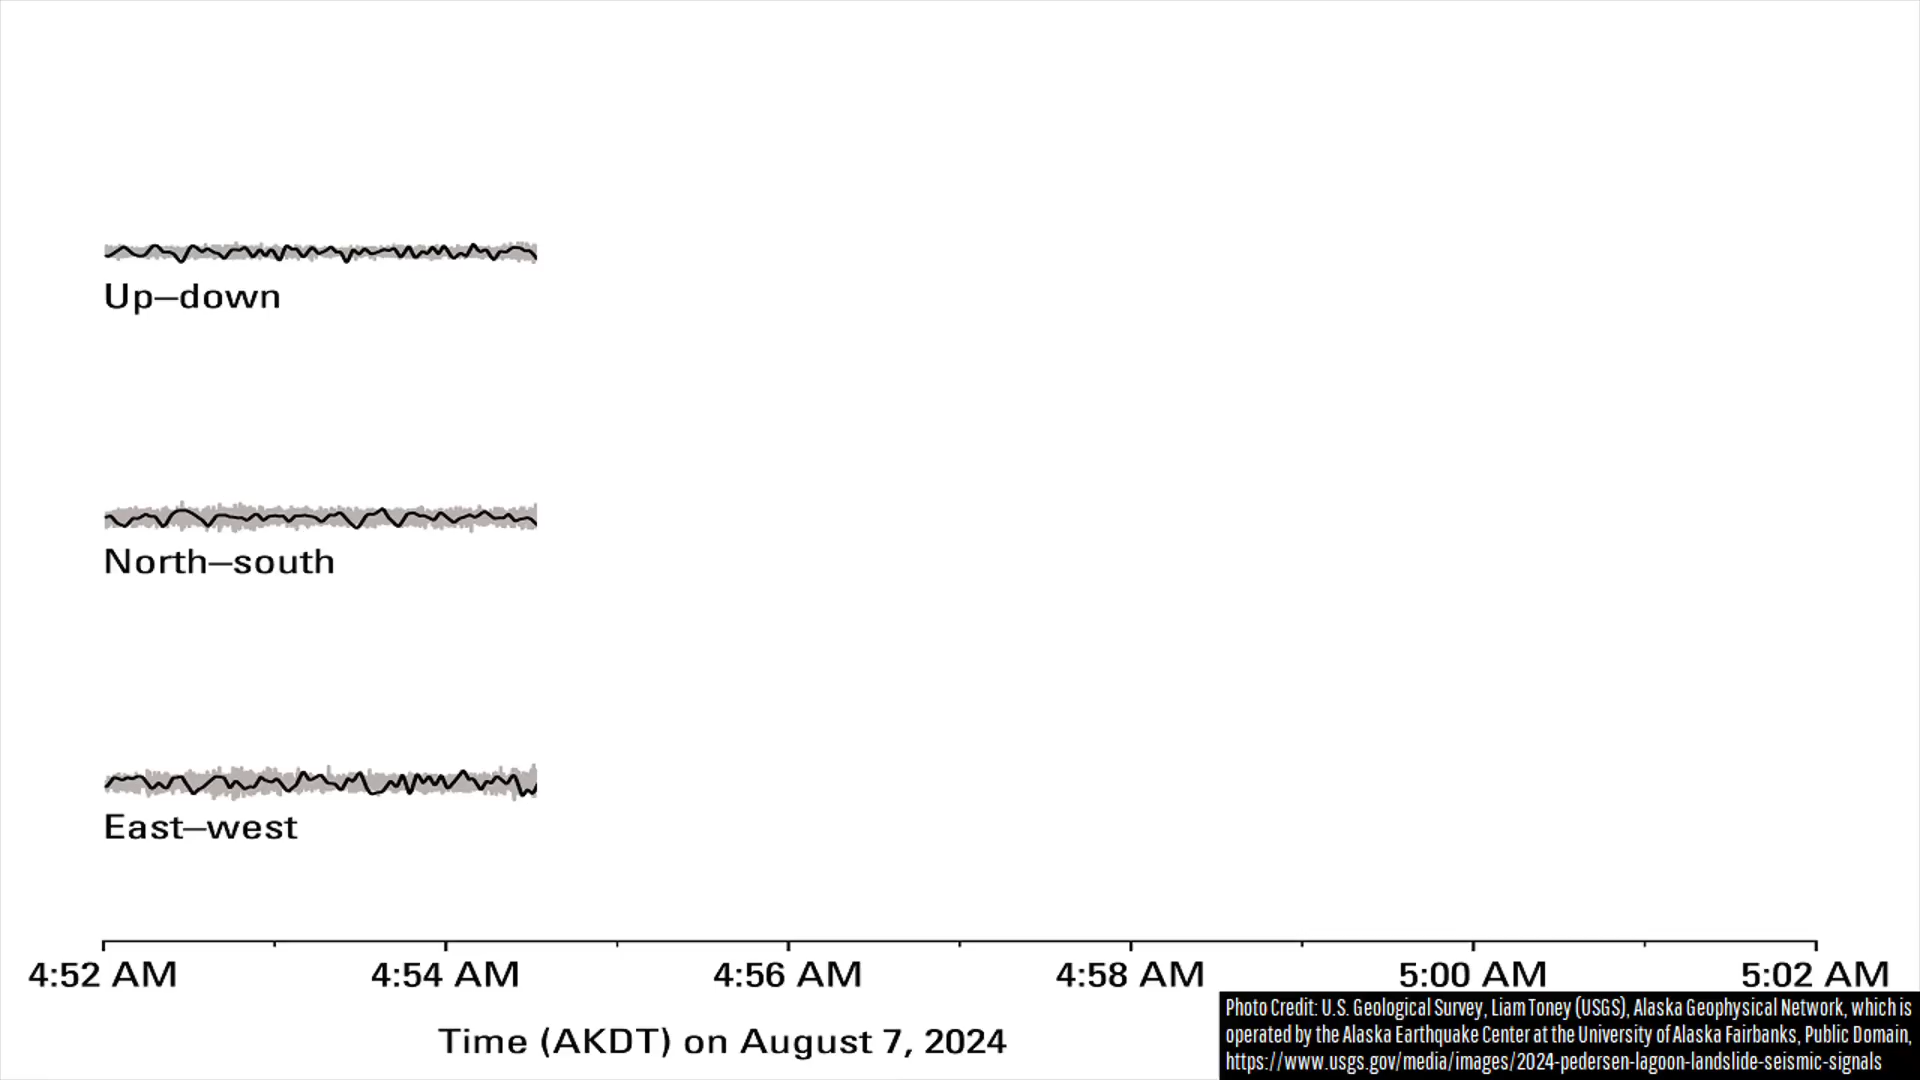 Up–down
North–south
East–west
4:52 AM 4:54 AM 4:56 AM 4:58 AM 5:00 AM 5:02 AM
Time (AKDT) on August 7, 2024
Photo Credit: U.S. Geological Survey, Liam Toney (USGS), Alaska Geophysical Network, which is
operated by the Alaska Earthquake Center at the University of Alaska Fairbanks, Public Domain,
https://www.usgs.gov/media/images/2024-pedersen-lagoon-landslide-seismic-signals